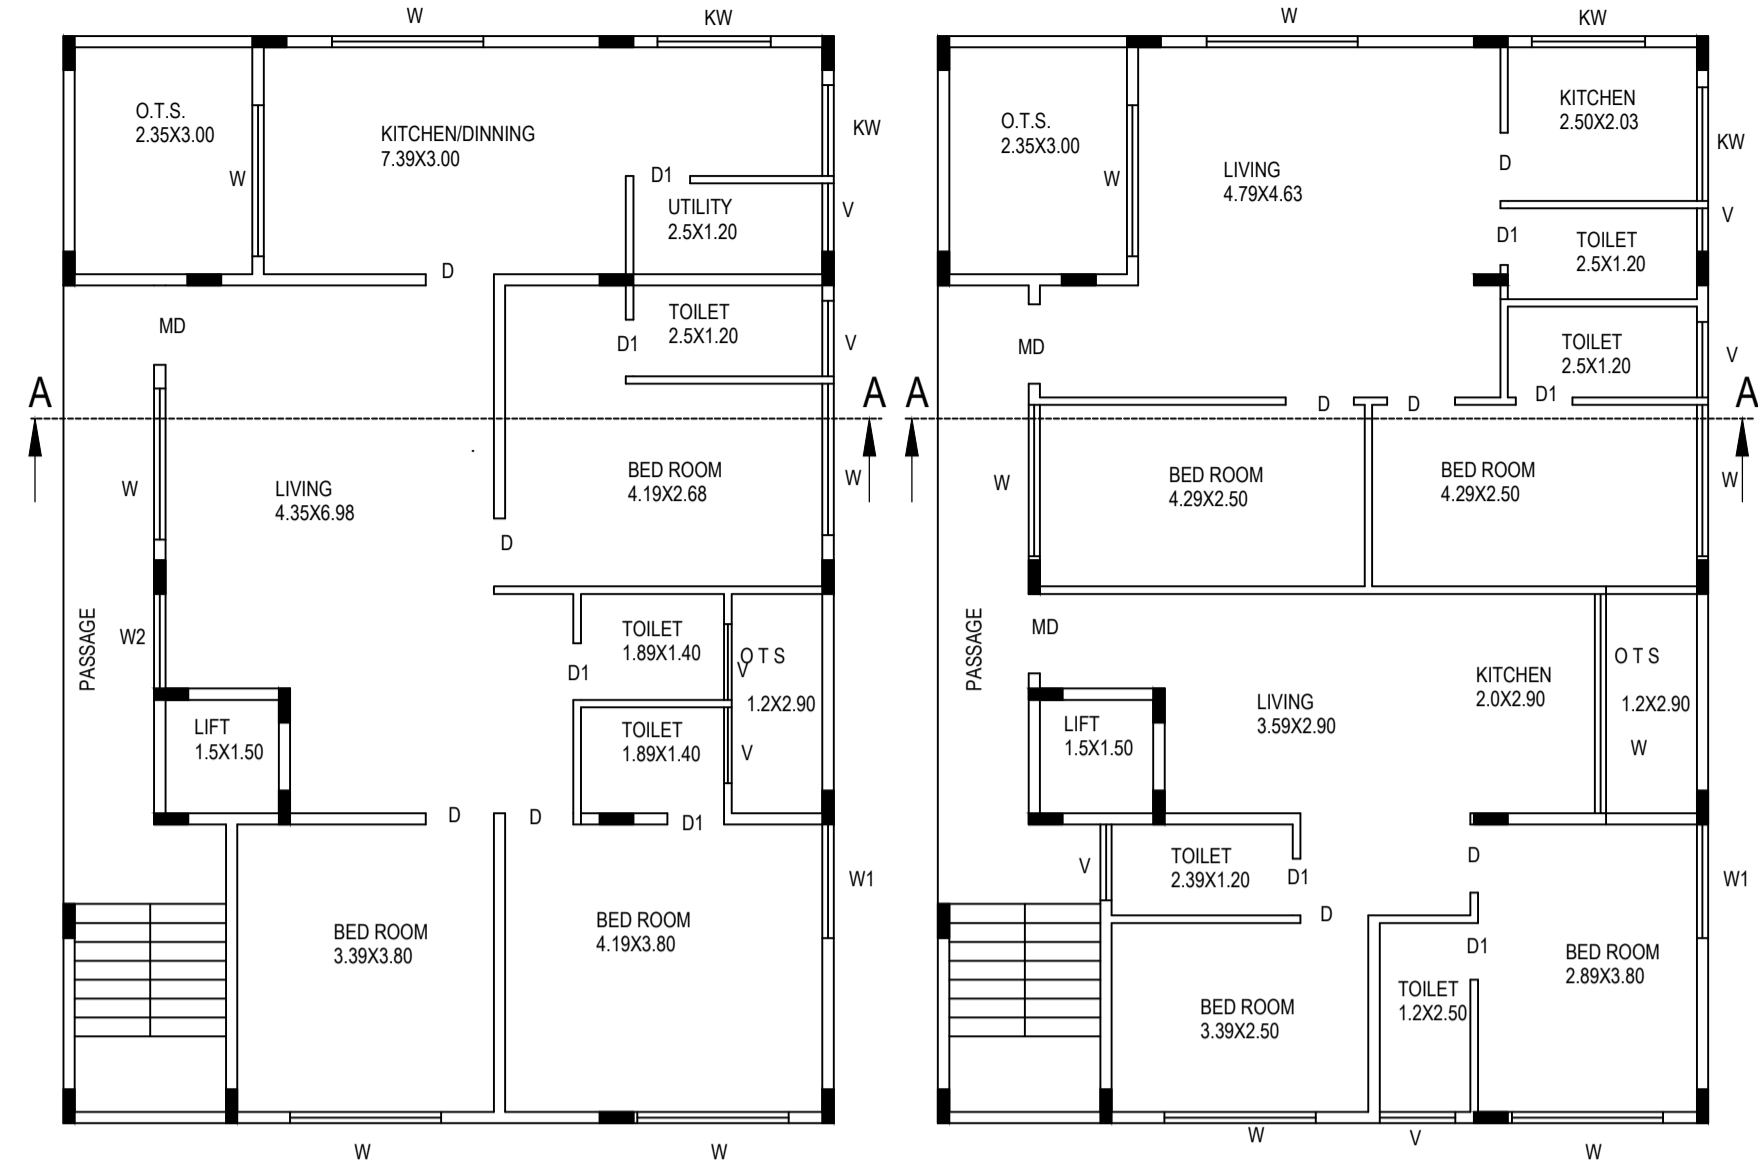 W
KW
O.T.S.
2.35X3.00
KITCHEN/DINNING
7.39X3.00
KW
W
D1
UTILITY
2.5X1.20
V
D
MD
TOILET
2.5X1.20
D1
V
A
A
W
LIVING
4.35X6.98
BED ROOM
4.19X2.68
W
D
PASSAGE
W2
TOILET
1.89X1.40
D1
V
O T S
1.2X2.90
LIFT
1.5X1.50
TOILET
1.89X1.40
V
D
D
D1
W1
BED ROOM
3.39X3.80
BED ROOM
4.19X3.80
W
W
W
KW
O.T.S.
2.35X3.00
W
LIVING
4.79X4.63
KITCHEN
2.50X2.03
KW
D
V
D1
TOILET
2.5X1.20
MD
TOILET
2.5X1.20
V
A
D
D
D1
A
W
BED ROOM
4.29X2.50
BED ROOM
4.29X2.50
W
PASSAGE
MD
LIVING
3.59X2.90
KITCHEN
2.0X2.90
O T S
1.2X2.90
W
LIFT
1.5X1.50
V
TOILET
2.39X1.20
D1
D
D
W1
D1
BED ROOM
3.39X2.50
TOILET
1.2X2.50
BED ROOM
2.89X3.80
W
V
W